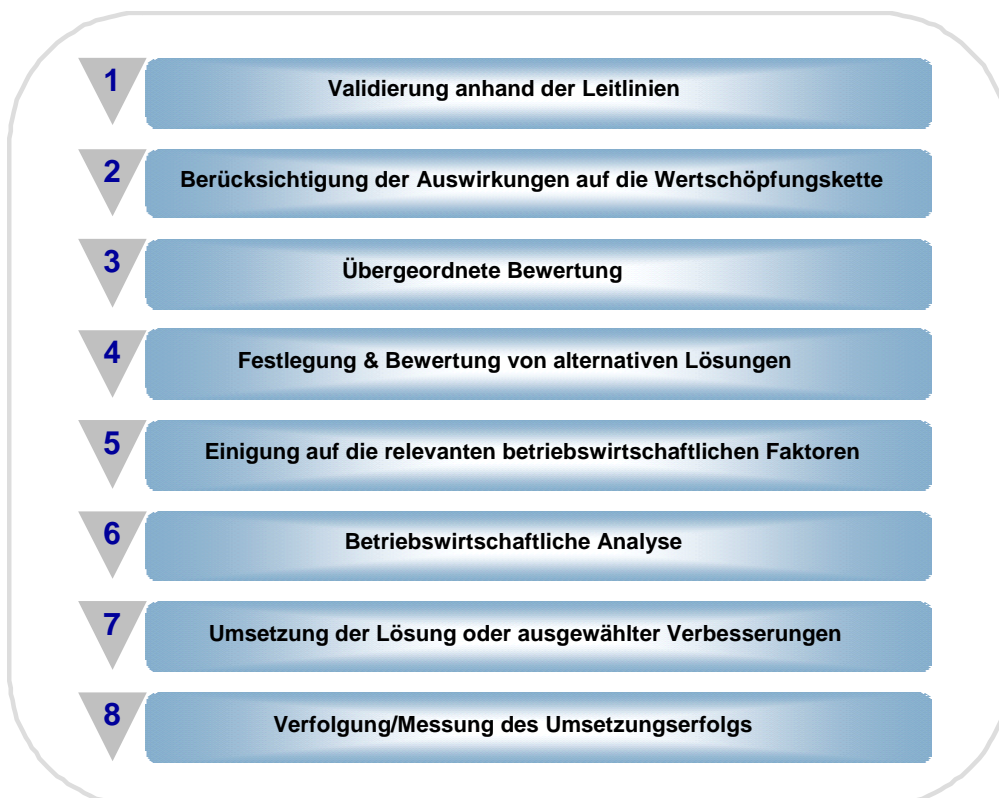 1 Validierung anhand der Leitlinien
2 Berücksichtigung der Auswirkungen auf die Wertschöpfungskette
3 Übergeordnete Bewertung
4 Festlegung & Bewertung von alternativen Lösungen
5 Einigung auf die relevanten betriebswirtschaftlichen Faktoren
6 Betriebswirtschaftliche Analyse
7 Umsetzung der Lösung oder ausgewählter Verbesserungen
8 Verfolgung/Messung des Umsetzungserfolgs